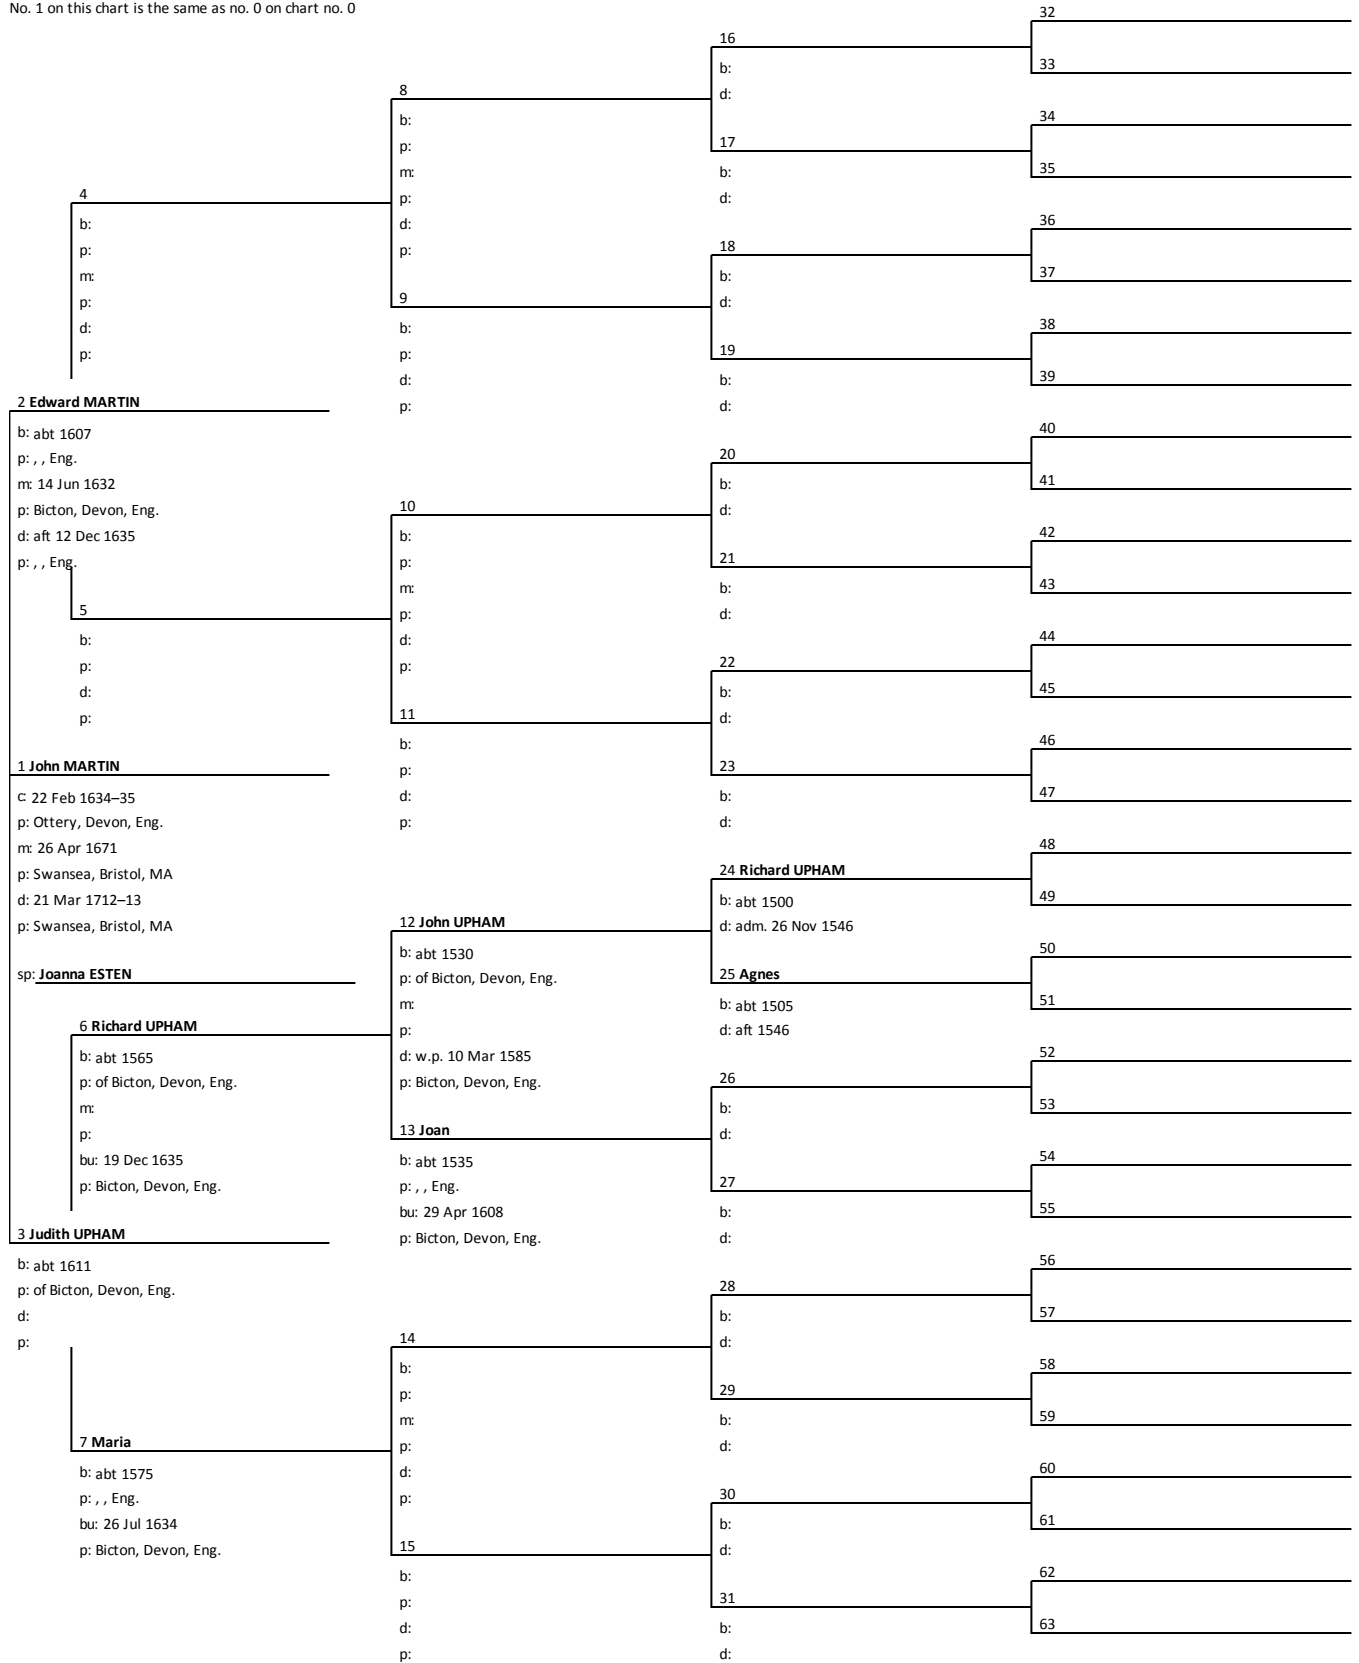 No. 1 on this chart is the same as no. 0 on chart no. 0
4
b:
p:
m:
p:
d:
p:
2 Edward MARTIN
b: abt 1607
p: , , Eng.
m: 14 Jun 1632
p: Bicton, Devon, Eng.
d: aft 12 Dec 1635
p: , , Eng.
5
b:
p:
d:
p:
1 John MARTIN
c: 22 Feb 1634–35
p: Ottery, Devon, Eng.
m: 26 Apr 1671
p: Swansea, Bristol, MA
d: 21 Mar 1712–13
p: Swansea, Bristol, MA
sp: Joanna ESTEN
6 Richard UPHAM
b: abt 1565
p: of Bicton, Devon, Eng.
m:
p:
bu: 19 Dec 1635
p: Bicton, Devon, Eng.
3 Judith UPHAM
b: abt 1611
p: of Bicton, Devon, Eng.
d:
p:
7 Maria
b: abt 1575
p: , , Eng.
bu: 26 Jul 1634
p: Bicton, Devon, Eng.
8
b:
p:
m:
p:
d:
p:
9
b:
p:
d:
p:
10
b:
p:
m:
p:
d:
p:
11
b:
p:
d:
p:
12 John UPHAM
b: abt 1530
p: of Bicton, Devon, Eng.
m:
p:
d: w.p. 10 Mar 1585
p: Bicton, Devon, Eng.
13 Joan
b: abt 1535
p: , , Eng.
bu: 29 Apr 1608
p: Bicton, Devon, Eng.
14
b:
p:
m:
p:
d:
p:
15
b:
p:
d:
p:
16
b:
d:
17
b:
d:
18
b:
d:
19
b:
d:
20
b:
d:
21
b:
d:
22
b:
d:
23
b:
d:
24 Richard UPHAM
b: abt 1500
d: adm. 26 Nov 1546
25 Agnes
b: abt 1505
d: aft 1546
26
b:
d:
27
b:
d:
28
b:
d:
29
b:
d:
30
b:
d:
31
b:
d:
32
33
34
35
36
37
38
39
40
41
42
43
44
45
46
47
48
49
50
51
52
53
54
55
56
57
58
59
60
61
62
63